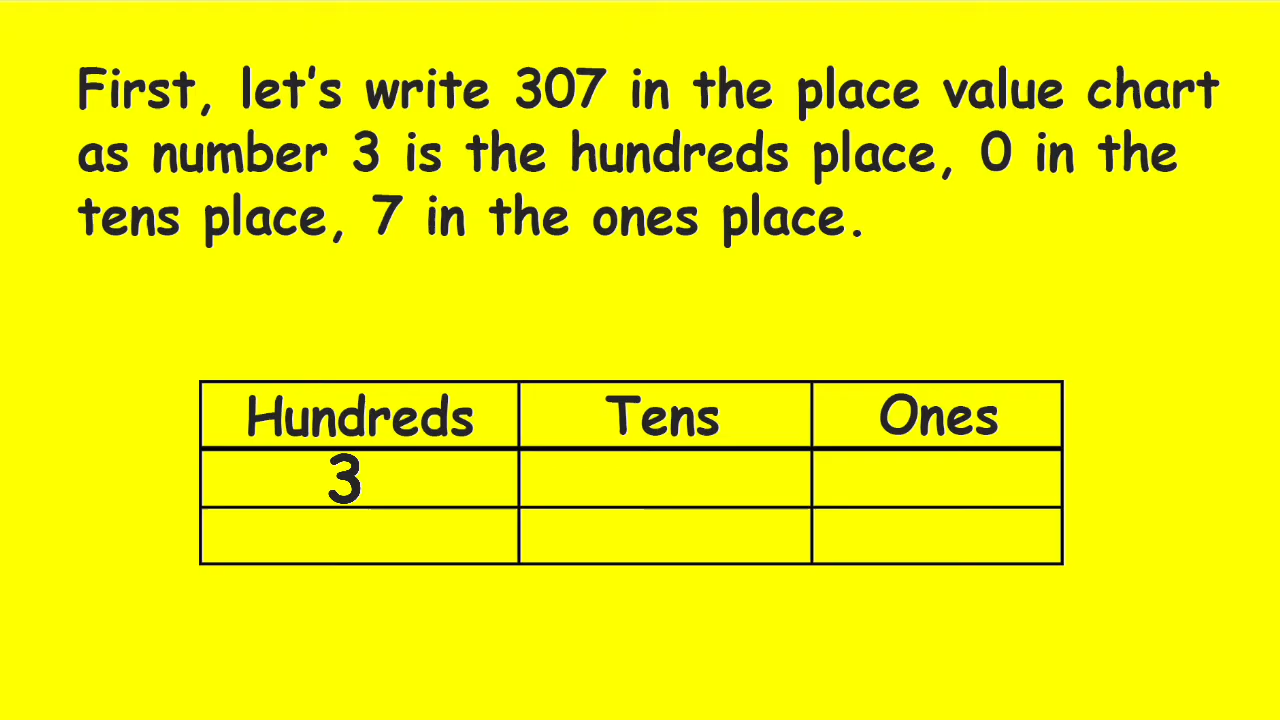 First, let's write 307 in the place value chart
as number 3 is the hundreds place, 0 in the
tens place, 7 in the ones place.
Hundreds Tens Ones
3